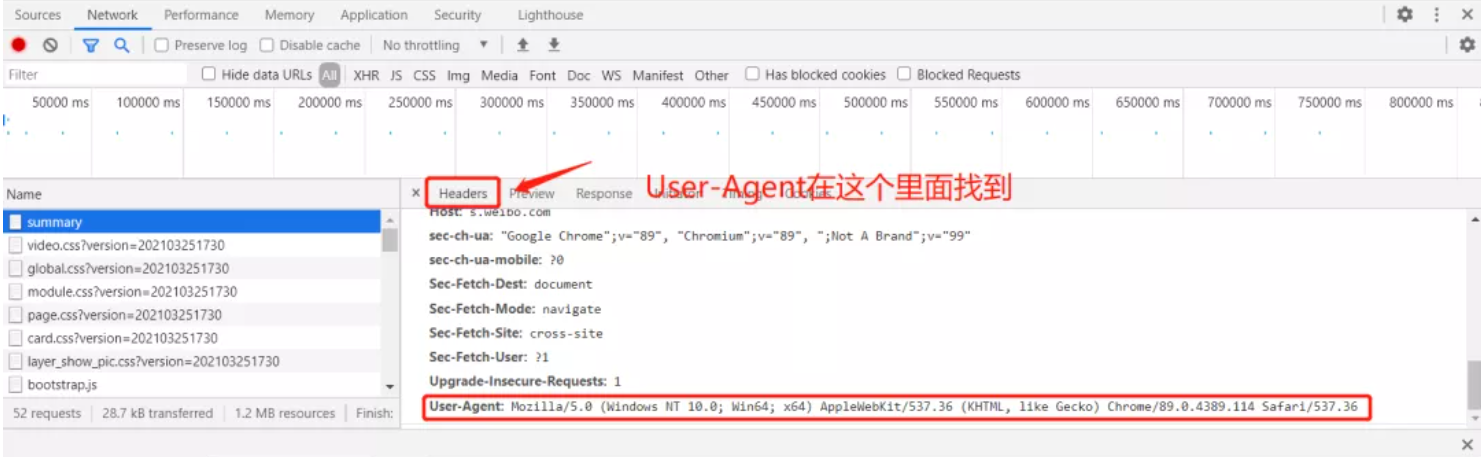 Sources Network Performance Memory Application Security Lighthouse
Preserve log Disable cache No throttling
Filter Hide data URLs All XHR JS CSS Img Media Font Doc WS Manifest Other Has blocked cookies Blocked Requests
50000 ms 100000 ms 150000 ms 200000 ms 250000 ms 300000 ms 350000 ms 400000 ms 450000 ms 500000 ms 550000 ms 600000 ms 650000 ms 700000 ms 750000 ms 800000 ms
User-Agent在这个里面找到
Name
Headers Preview Response Initiator Timing Cookies
summary
video.css?version=202103251730
global.css?version=202103251730
module.css?version=202103251730
page.css?version=202103251730
card.css?version=202103251730
layer_show_pic.css?version=202103251730
bootstrap.js
52 requests 28.7 kB transferred 1.2 MB resources Finish:
Host: s.weibo.com
sec-ch-ua: "Google Chrome";v="89", "Chromium";v="89", ";Not A Brand";v="99"
sec-ch-ua-mobile: ?0
Sec-Fetch-Dest: document
Sec-Fetch-Mode: navigate
Sec-Fetch-Site: cross-site
Sec-Fetch-User: ?1
Upgrade-Insecure-Requests: 1
User-Agent: Mozilla/5.0 (Windows NT 10.0; Win64; x64) AppleWebKit/537.36 (KHTML, like Gecko) Chrome/89.0.4389.114 Safari/537.36